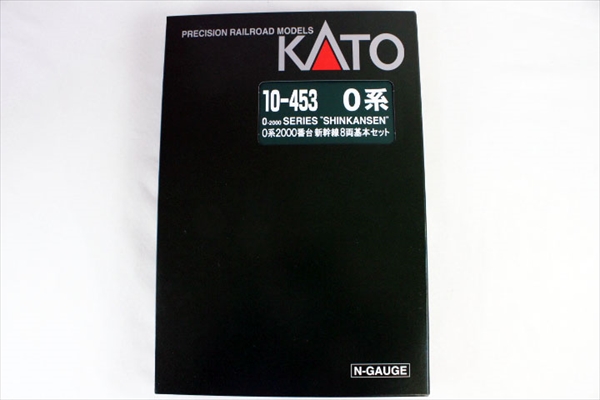 PRECISION RAILROAD MODELS
KATO
10-453 0系
0-2000 SERIES "SHINKANSEN"
0系2000番台 新幹線8両基本セット
N-GAUGE